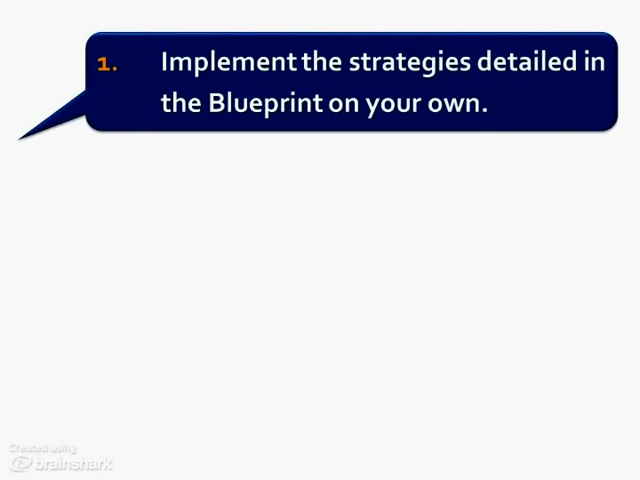 1. Implement the strategies detailed in
the Blueprint on your own.
Created using
brainshark